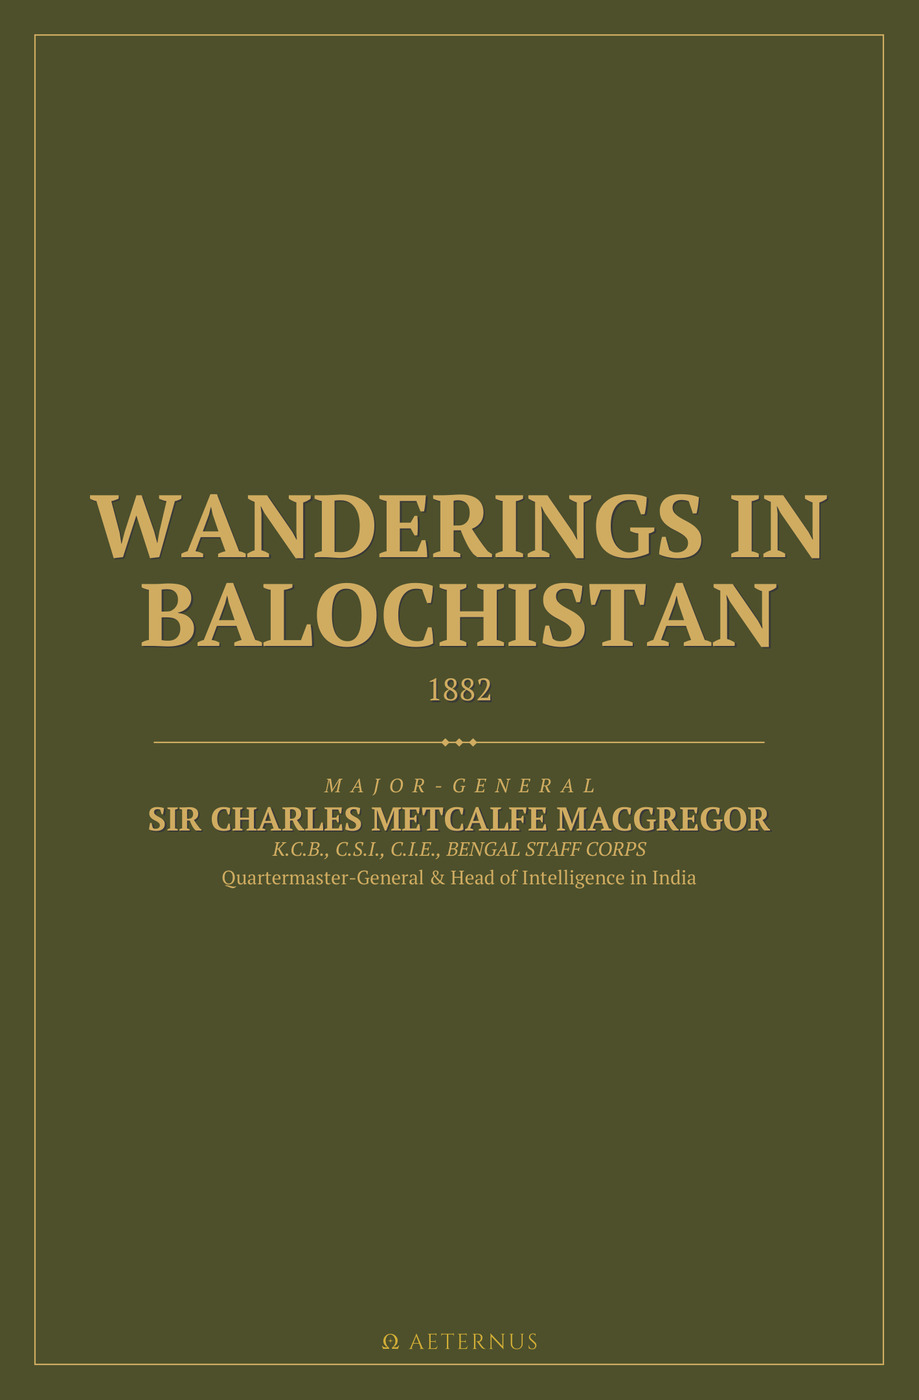 WANDERINGS IN
BALOCHISTAN
1882
MAJOR-GENERAL
SIR CHARLES METCALFE MACGREGOR
K.C.B., C.S.I., C.I.E., BENGAL STAFF CORPS
Quartermaster-General & Head of Intelligence in India
AETERNUS